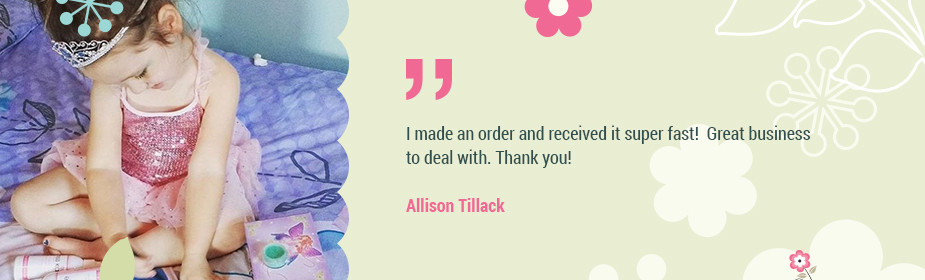 I made an order and received it super fast!  Great business
to deal with. Thank you!
Allison Tillack